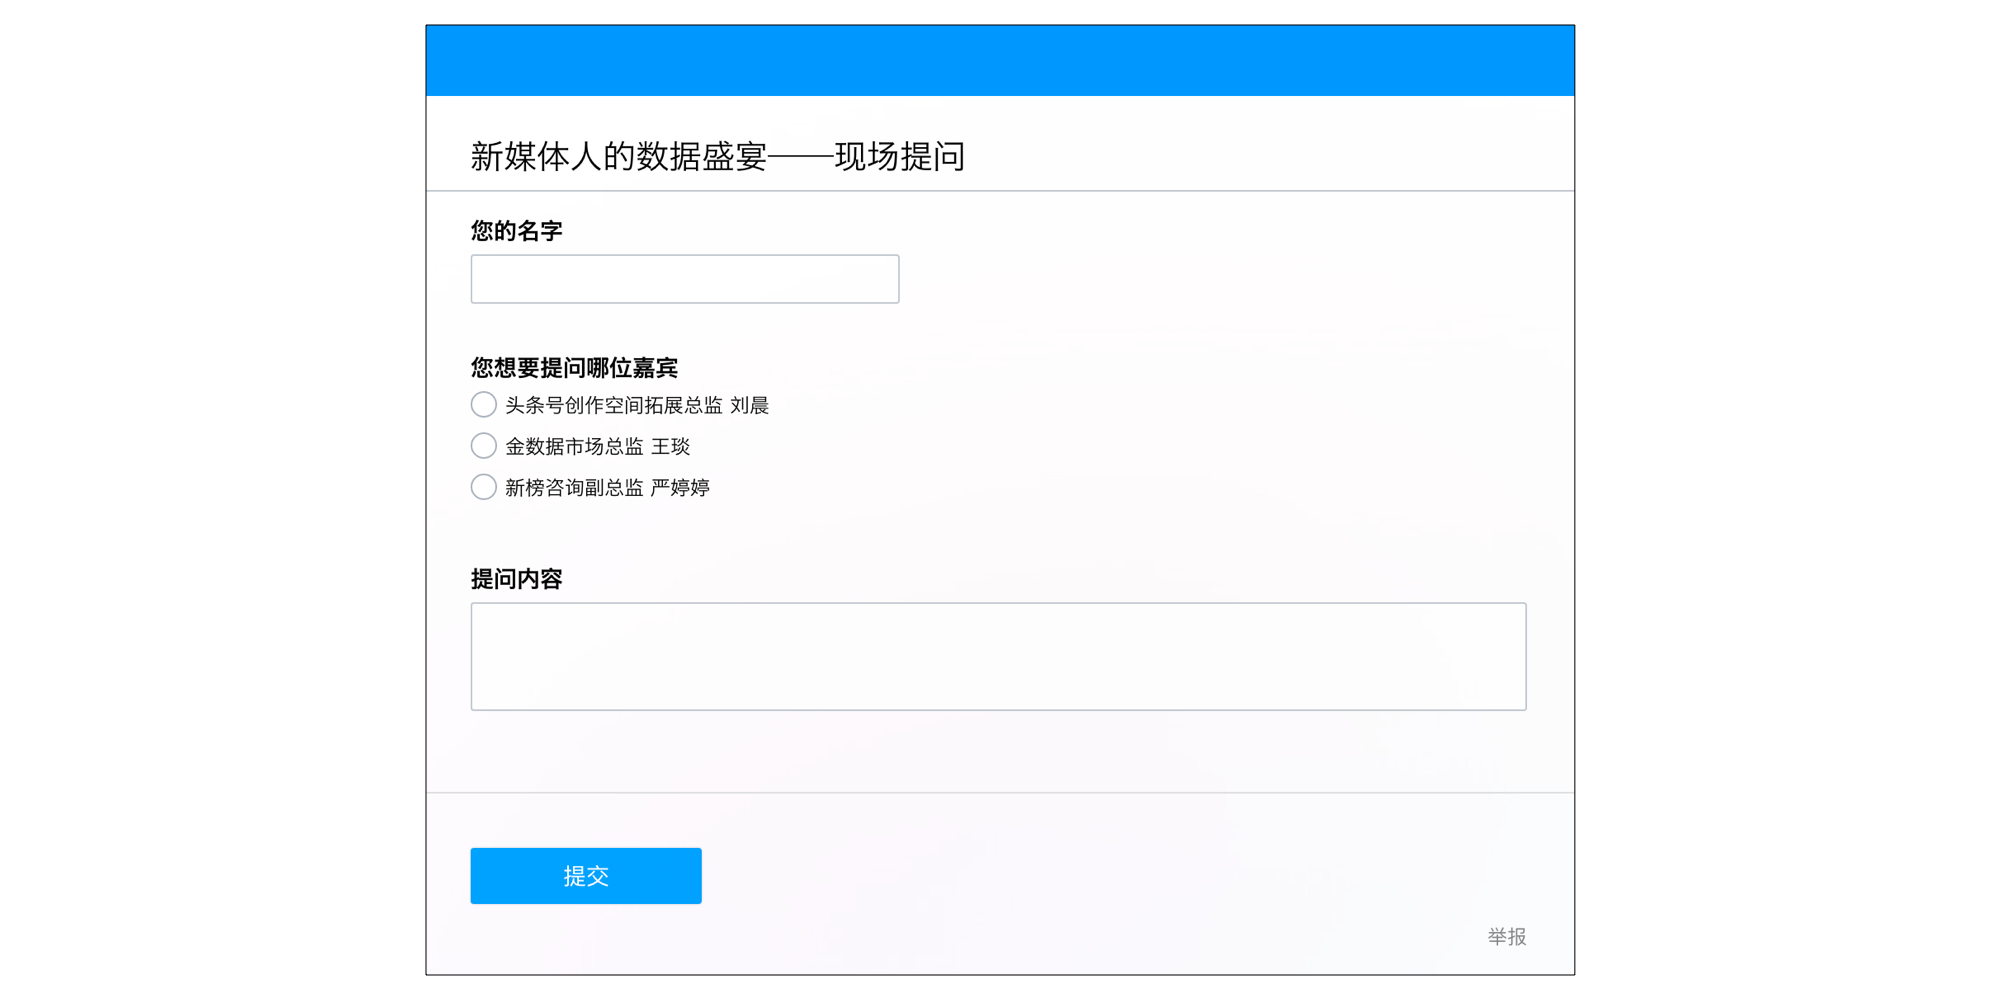 新媒体人的数据盛宴——现场提问
您的名字
您想要提问哪位嘉宾
头条号创作空间拓展总监 刘晨
金数据市场总监 王琰
新榜咨询副总监 严婷婷
提问内容
提交
举报